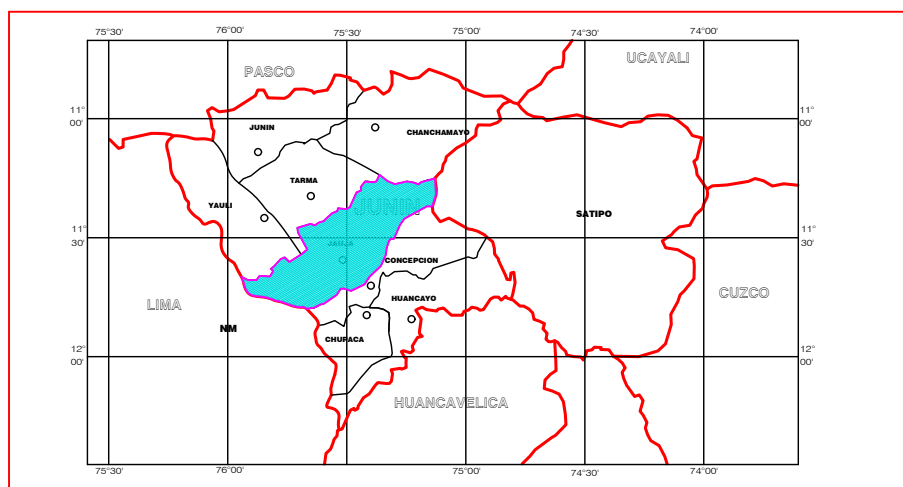 75°30'
76°00'
75°30'
75°00'
74°30'
74°00'
UCAYALI
PASCO
11°
00'
11°
00'
JUNIN
CHANCHAMAYO
TARMA
YAULI
JUNIN
SATIPO
11°
30'
11°
30'
JAUJA
CONCEPCION
CUZCO
LIMA
HUANCAYO
NM
CHUPACA
12°
00'
12°
00'
HUANCAVELICA
75°30'
76°00'
75°30'
75°00'
74°30'
74°00'